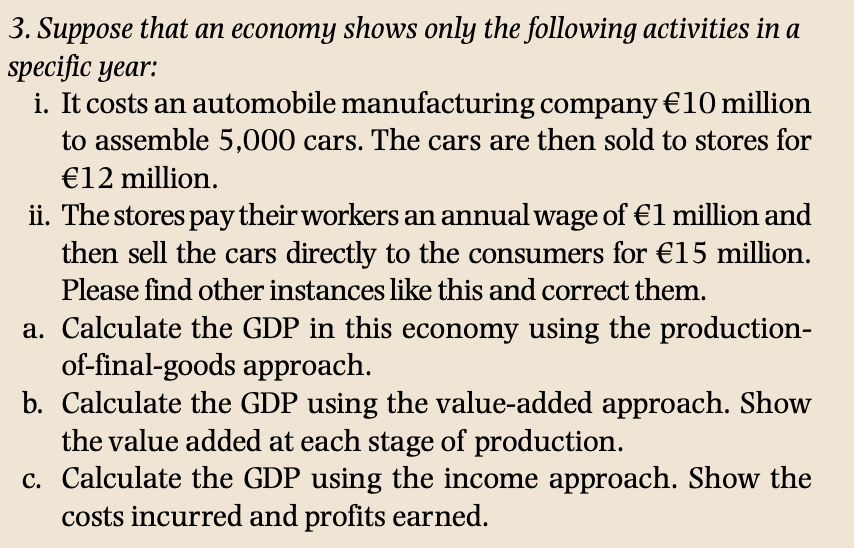 3. Suppose that an economy shows only the following activities in a
specific year:
i. It costs an automobile manufacturing company €10 million
to assemble 5,000 cars. The cars are then sold to stores for
€12 million.
ii. The stores pay their workers an annual wage of €1 million and
then sell the cars directly to the consumers for €15 million.
Please find other instances like this and correct them.
a. Calculate the GDP in this economy using the production-
of-final-goods approach.
b. Calculate the GDP using the value-added approach. Show
the value added at each stage of production.
c. Calculate the GDP using the income approach. Show the
costs incurred and profits earned.